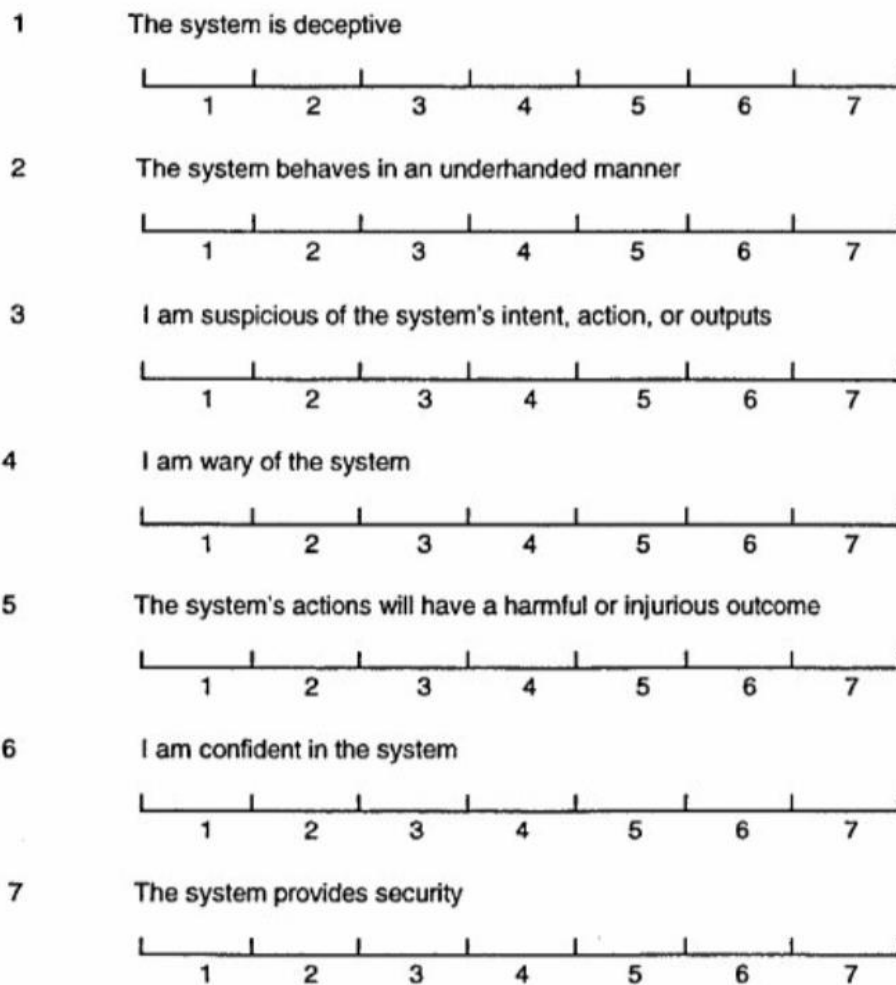 1 The system is deceptive
1 2 3 4 5 6 7
2 The system behaves in an underhanded manner
1 2 3 4 5 6 7
3 I am suspicious of the system's intent, action, or outputs
1 2 3 4 5 6 7
4 I am wary of the system
1 2 3 4 5 6 7
5 The system's actions will have a harmful or injurious outcome
1 2 3 4 5 6 7
6 I am confident in the system
1 2 3 4 5 6 7
7 The system provides security
1 2 3 4 5 6 7